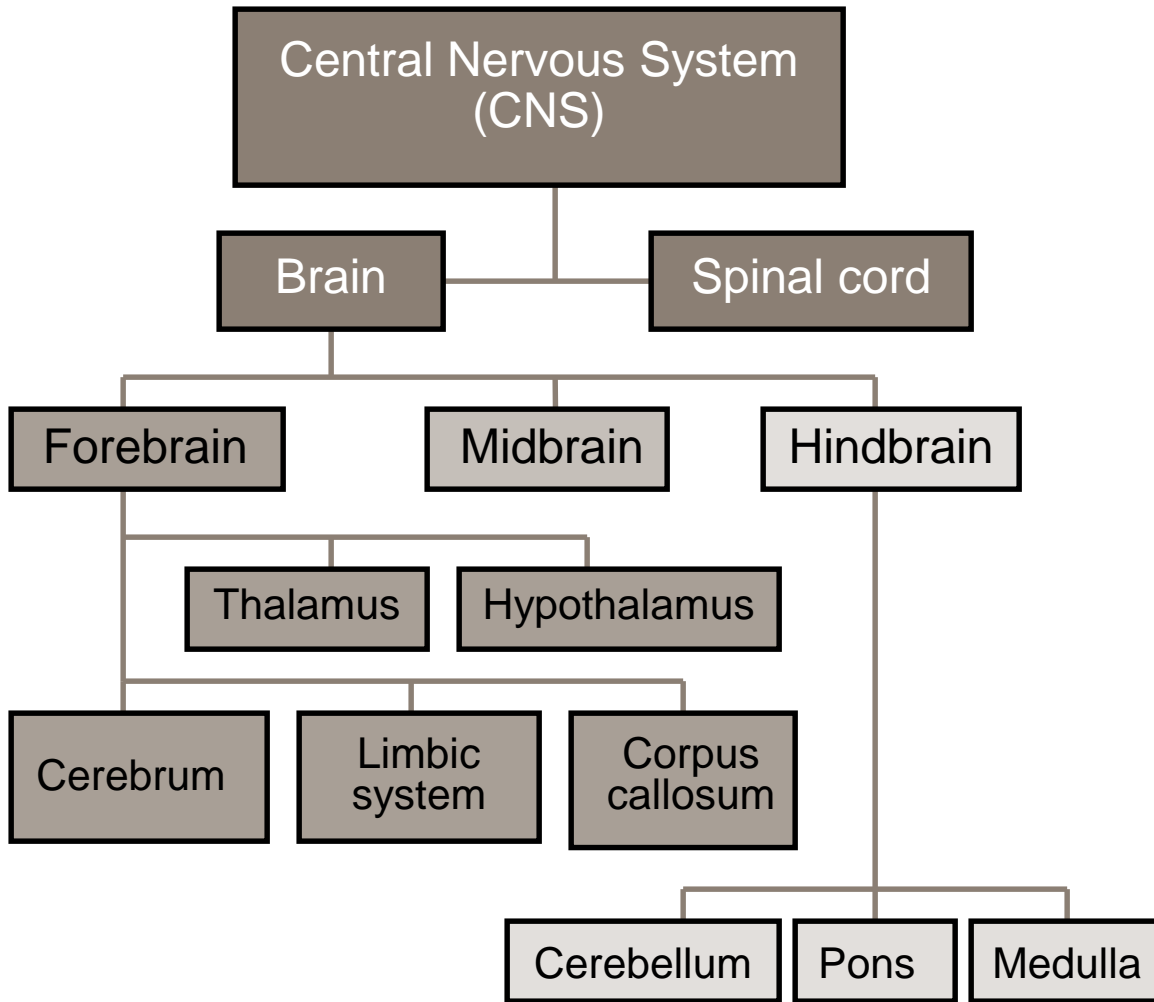 Central Nervous System
(CNS)
Brain
Spinal cord
Forebrain
Midbrain
Hindbrain
Thalamus
Hypothalamus
Cerebrum
Limbic
system
Corpus
callosum
Cerebellum
Pons
Medulla